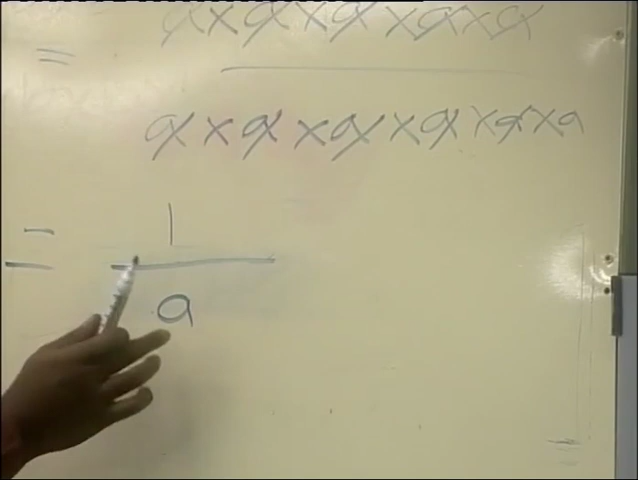 = a × a × a × a × a
a × a × a × a × a × a
= 1
a